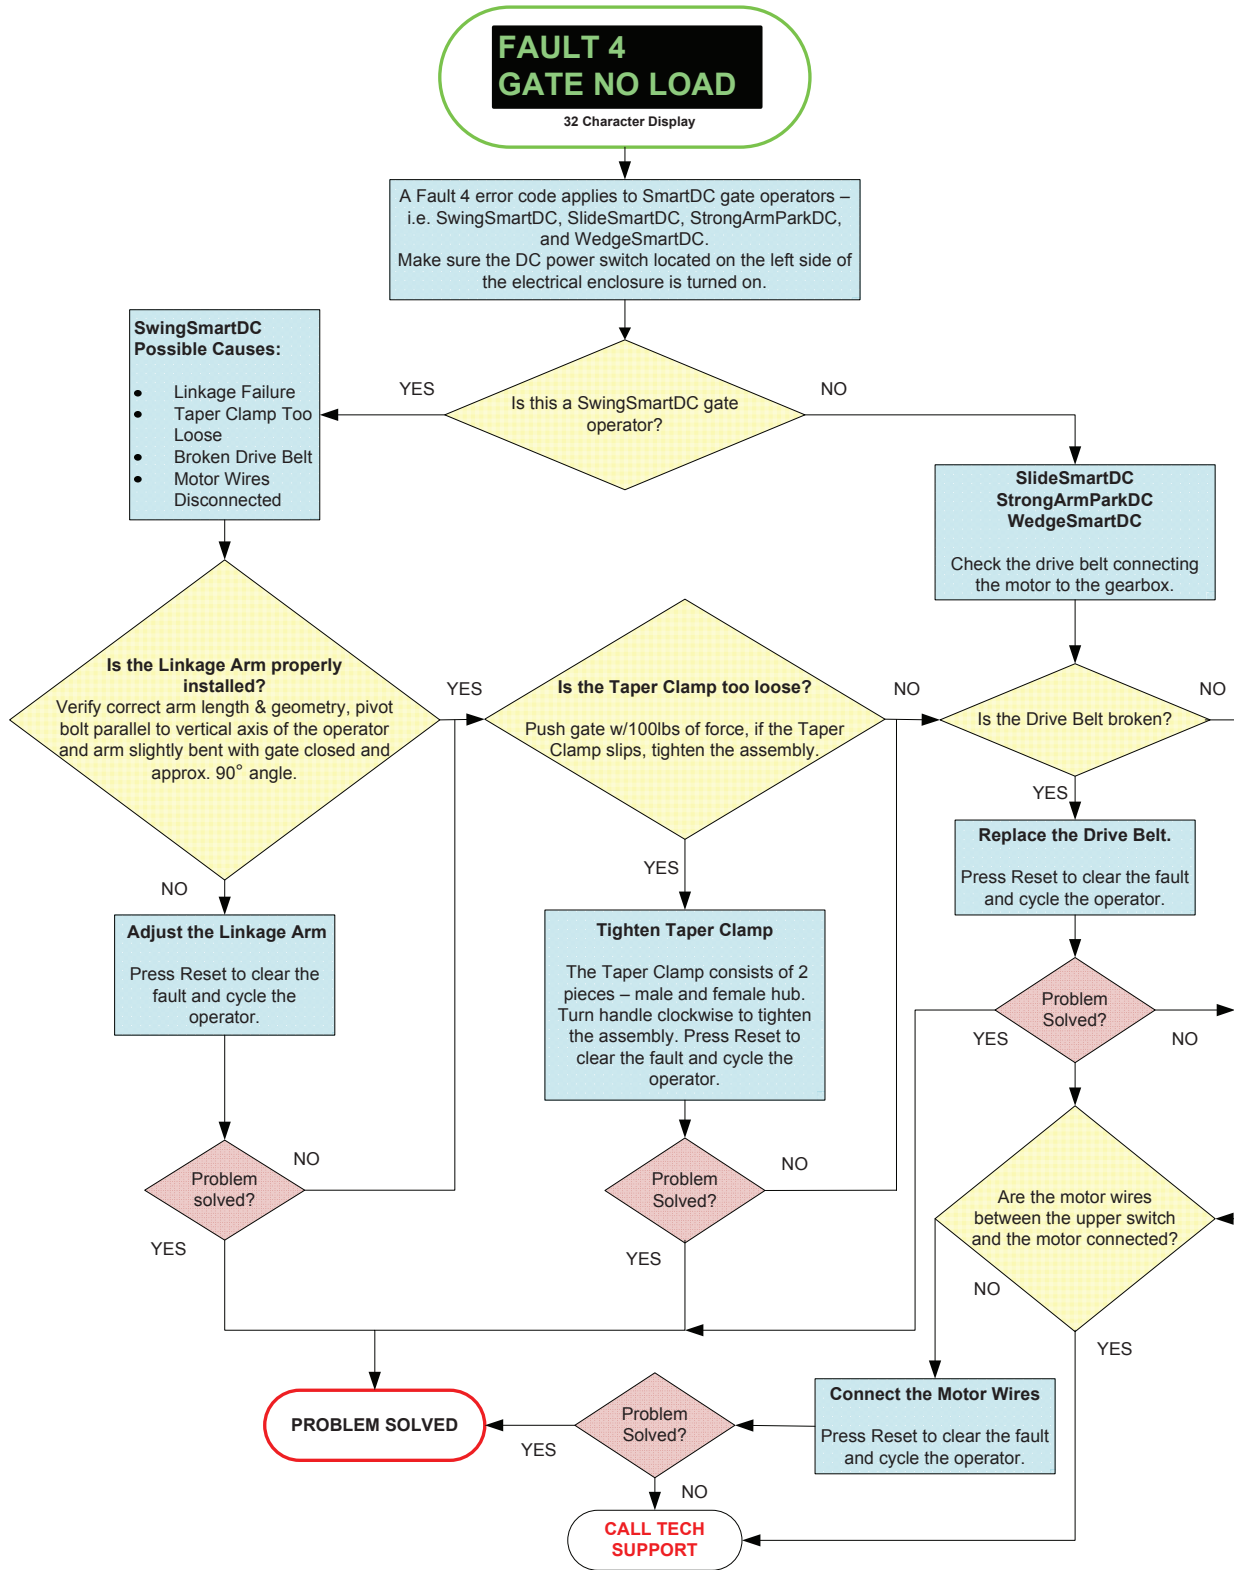 FAULT 4
GATE NO LOAD
32 Character Display
A Fault 4 error code applies to SmartDC gate operators –
i.e. SwingSmartDC, SlideSmartDC, StrongArmParkDC,
and WedgeSmartDC.
Make sure the DC power switch located on the left side of
the electrical enclosure is turned on.
SwingSmartDC
Possible Causes:
• Linkage Failure
• Taper Clamp Too
Loose
• Broken Drive Belt
• Motor Wires
Disconnected
YES
Is this a SwingSmartDC gate
operator?
NO
SlideSmartDC
StrongArmParkDC
WedgeSmartDC
Check the drive belt connecting
the motor to the gearbox.
Is the Linkage Arm properly
installed?
Verify correct arm length & geometry, pivot
bolt parallel to vertical axis of the operator
and arm slightly bent with gate closed and
approx. 90° angle.
YES
Is the Taper Clamp too loose?
Push gate w/100lbs of force, if the Taper
Clamp slips, tighten the assembly.
NO
Is the Drive Belt broken?
NO
YES
Replace the Drive Belt.
Press Reset to clear the fault
and cycle the operator.
NO
Adjust the Linkage Arm
Press Reset to clear the
fault and cycle the
operator.
YES
Tighten Taper Clamp
The Taper Clamp consists of 2
pieces – male and female hub.
Turn handle clockwise to tighten
the assembly. Press Reset to
clear the fault and cycle the
operator.
Problem
Solved?
YES
NO
Problem
solved?
NO
YES
Problem
Solved?
NO
YES
Are the motor wires
between the upper switch
and the motor connected?
NO
YES
Connect the Motor Wires
Press Reset to clear the fault
and cycle the operator.
Problem
Solved?
YES
NO
PROBLEM SOLVED
CALL TECH
SUPPORT